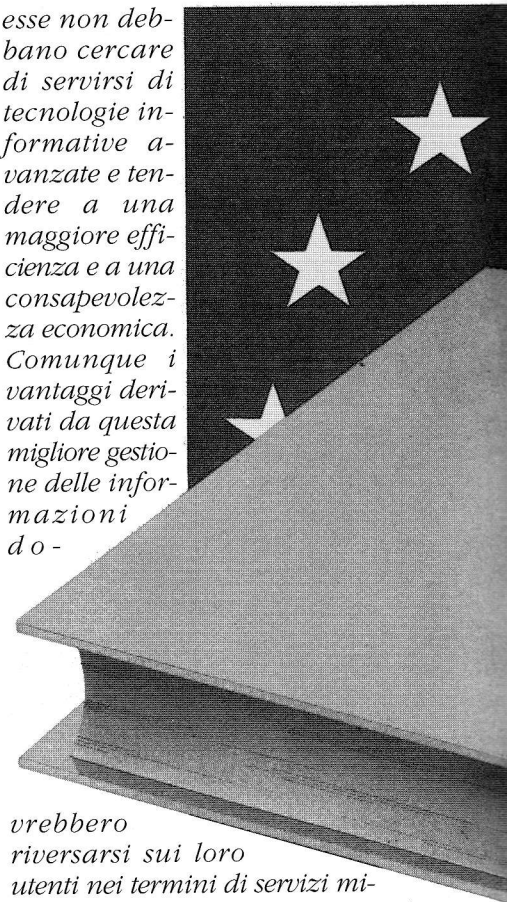 esse non deb-
bano cercare
di servirsi di
tecnologie in-
formative a-
vanzate e ten-
dere a una
maggiore effi-
cienza e a una
consapevolez-
za economica.
Comunque i
vantaggi deri-
vati da questa
migliore gestio-
ne delle infor-
mazioni
do-
vrebbero
riversarsi sui loro
utenti nei termini di servizi mi-